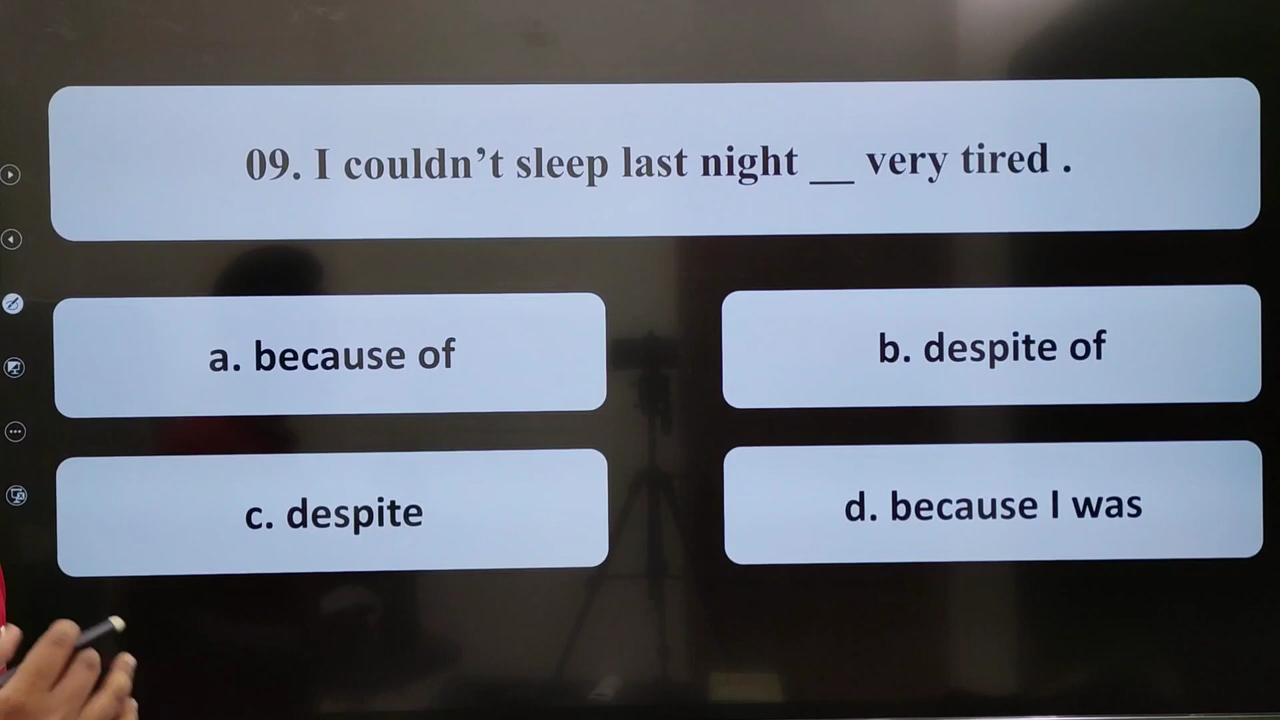 09. I couldn’t sleep last night __ very tired .
a. because of
b. despite of
c. despite
d. because I was